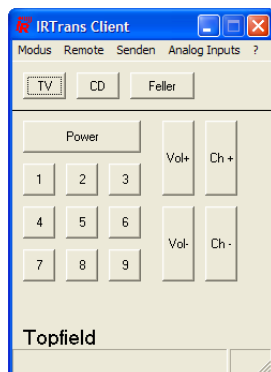 IRTrans Client
Modus Remote Senden Analog Inputs ?
TV CD Feller
Power
Vol+ Ch +
1 2 3
4 5 6
Vol- Ch -
7 8 9
Topfield